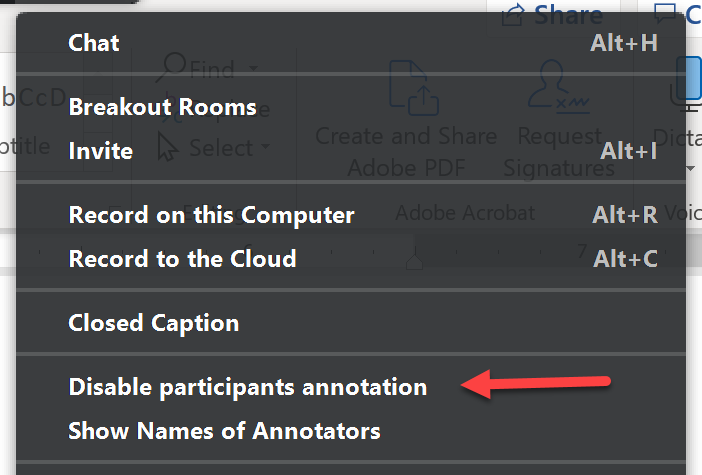 Share
C
Chat Alt+H
Find
bCcD
Breakout Rooms
Create and Share Request
btitle
Invite Alt+I
Select
Dicta
Adobe PDF Signatures
Record on this Computer Alt+R
Adobe Acrobat
Voic
7
Record to the Cloud Alt+C
Closed Caption
Disable participants annotation
Show Names of Annotators